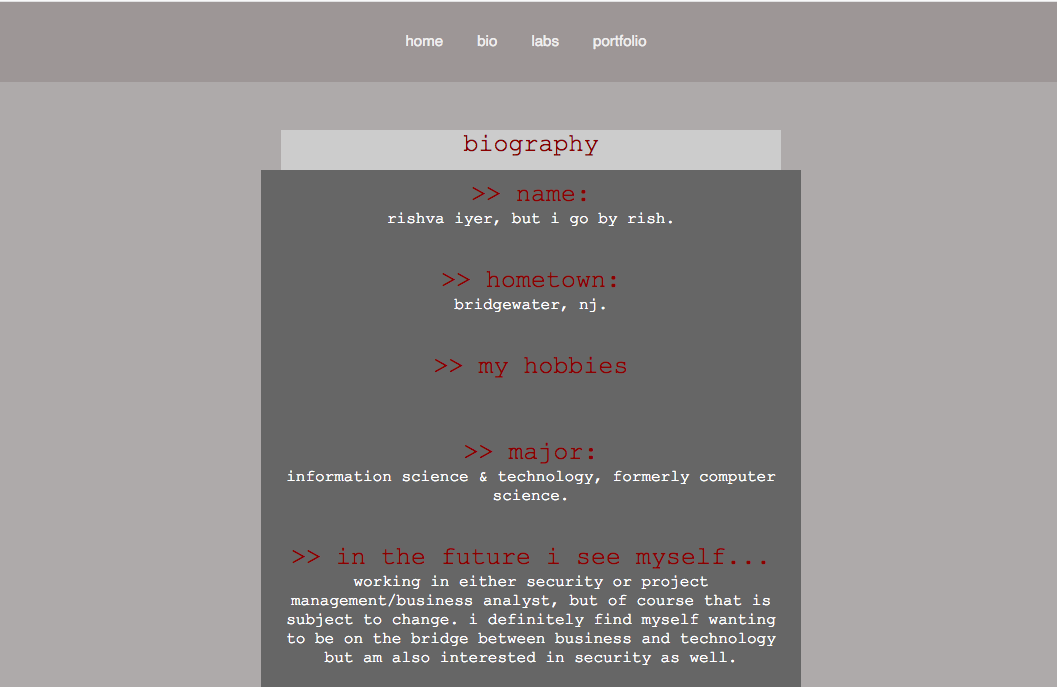 home bio labs portfolio
biography
>> name:
rishva iyer, but i go by rish.
>> hometown:
bridgewater, nj.
>> my hobbies
>> major:
information science & technology, formerly computer
science.
>> in the future i see myself...
working in either security or project
management/business analyst, but of course that is
subject to change. i definitely find myself wanting
to be on the bridge between business and technology
but am also interested in security as well.